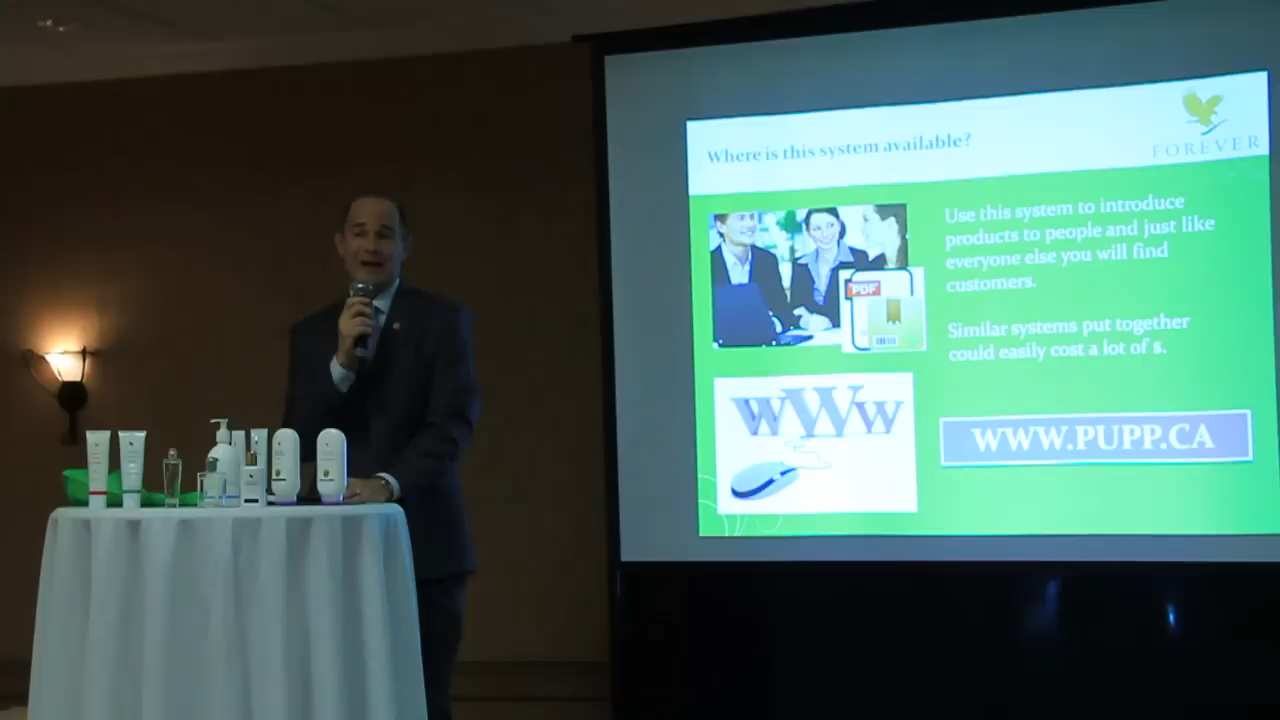 Where is this system available?
FOREVER
Use this system to introduce
products to people and just like
everyone else you will find
customers.
PDF
Similar systems put together
could easily cost a lot of $.
WWW
WWW.PUPP.CA